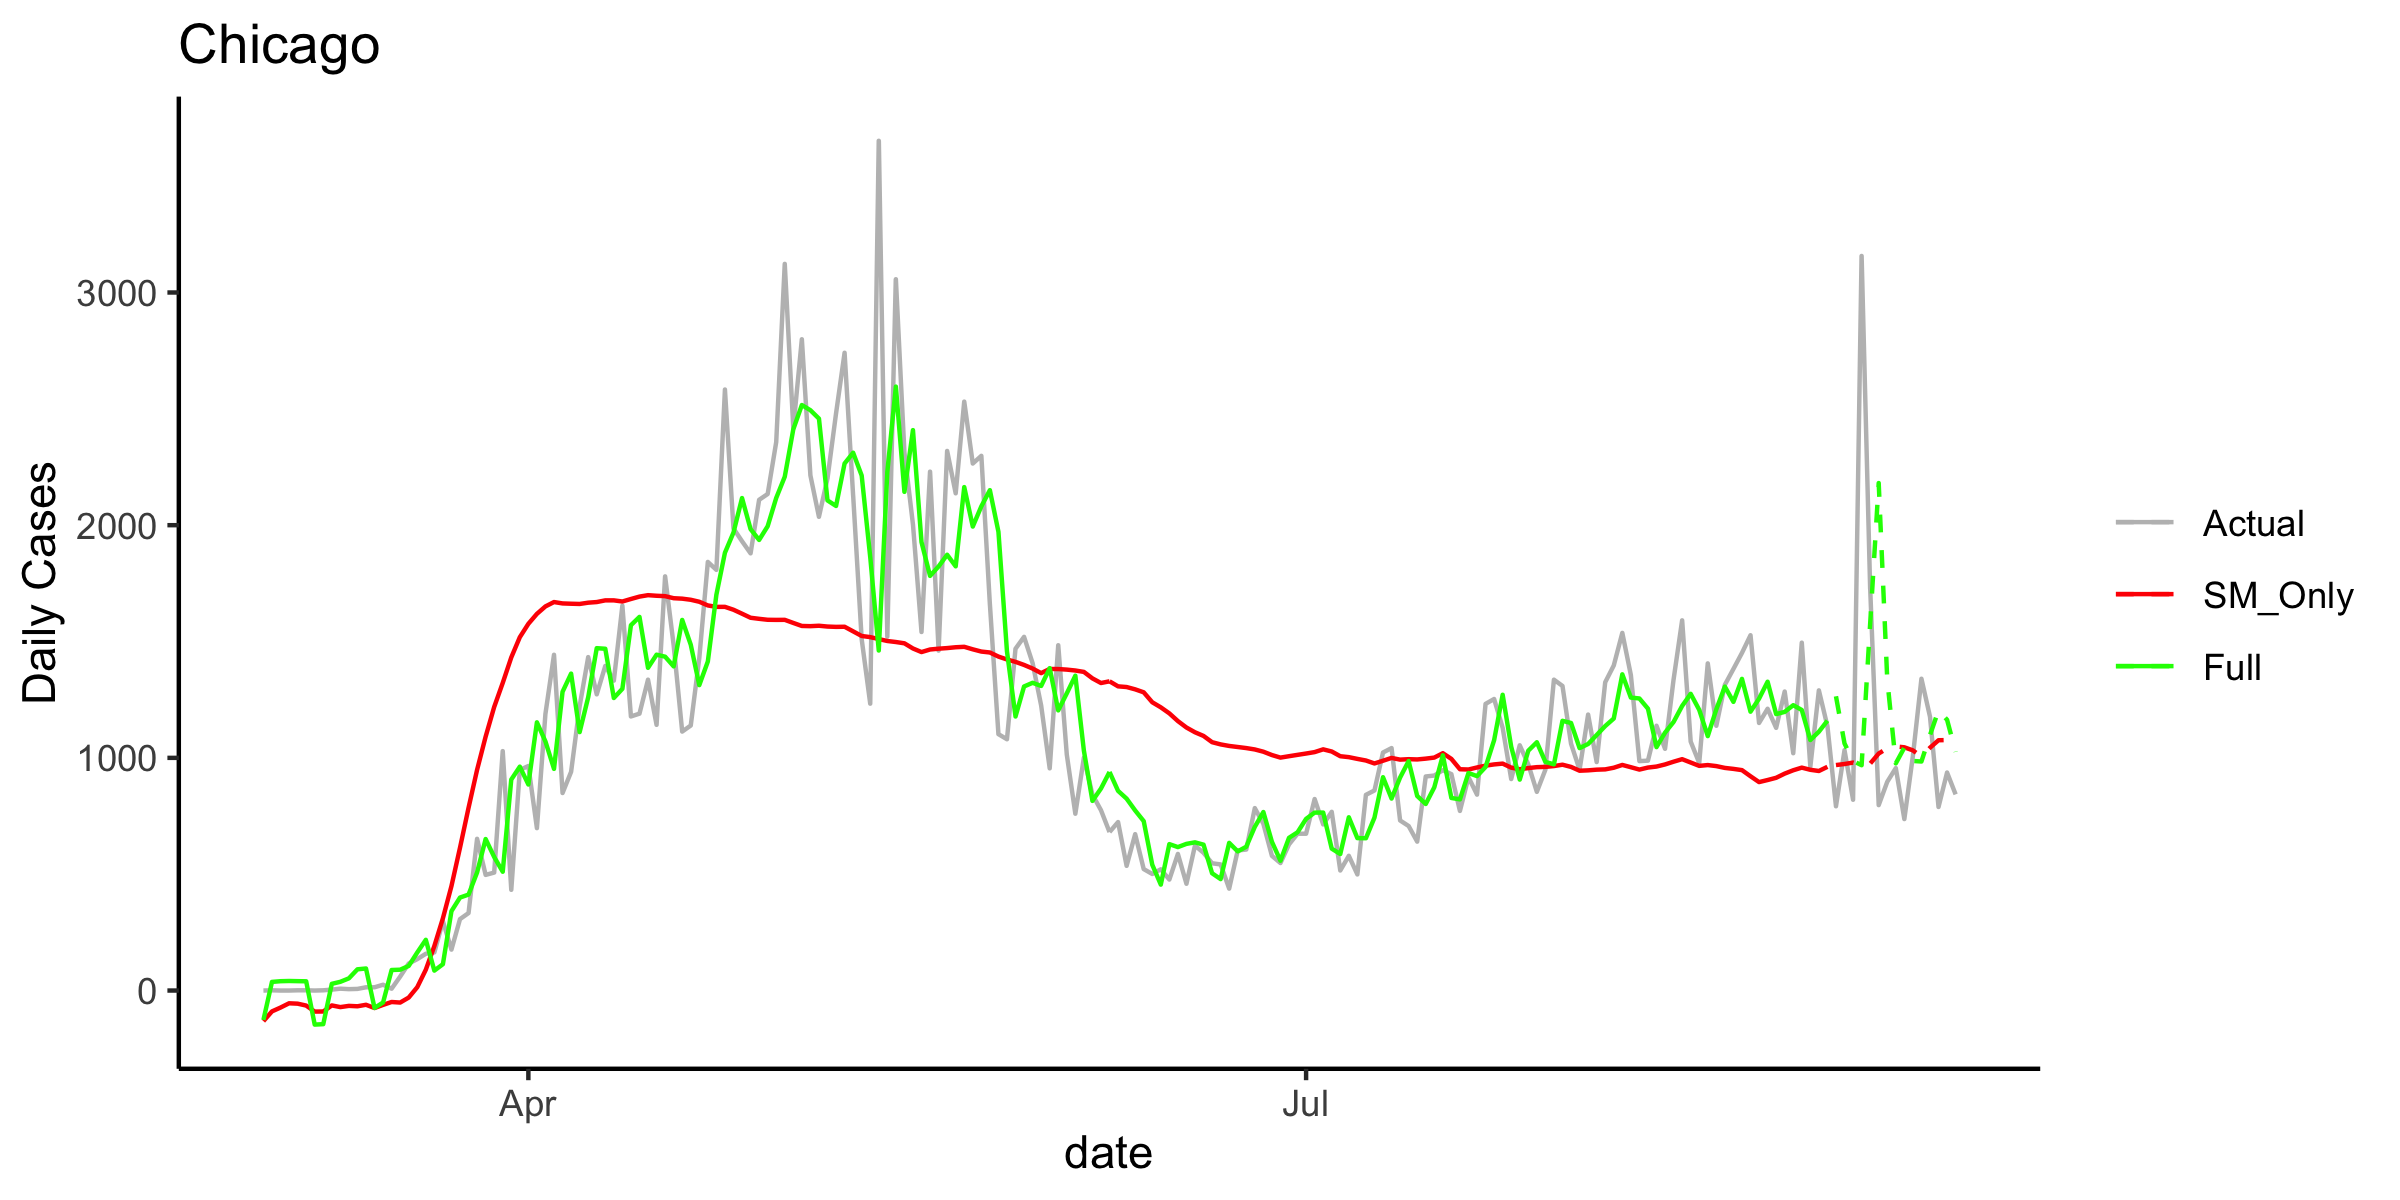 Chicago
Daily Cases
3000
2000
1000
0
Apr
Jul
date
Actual
SM_Only
Full